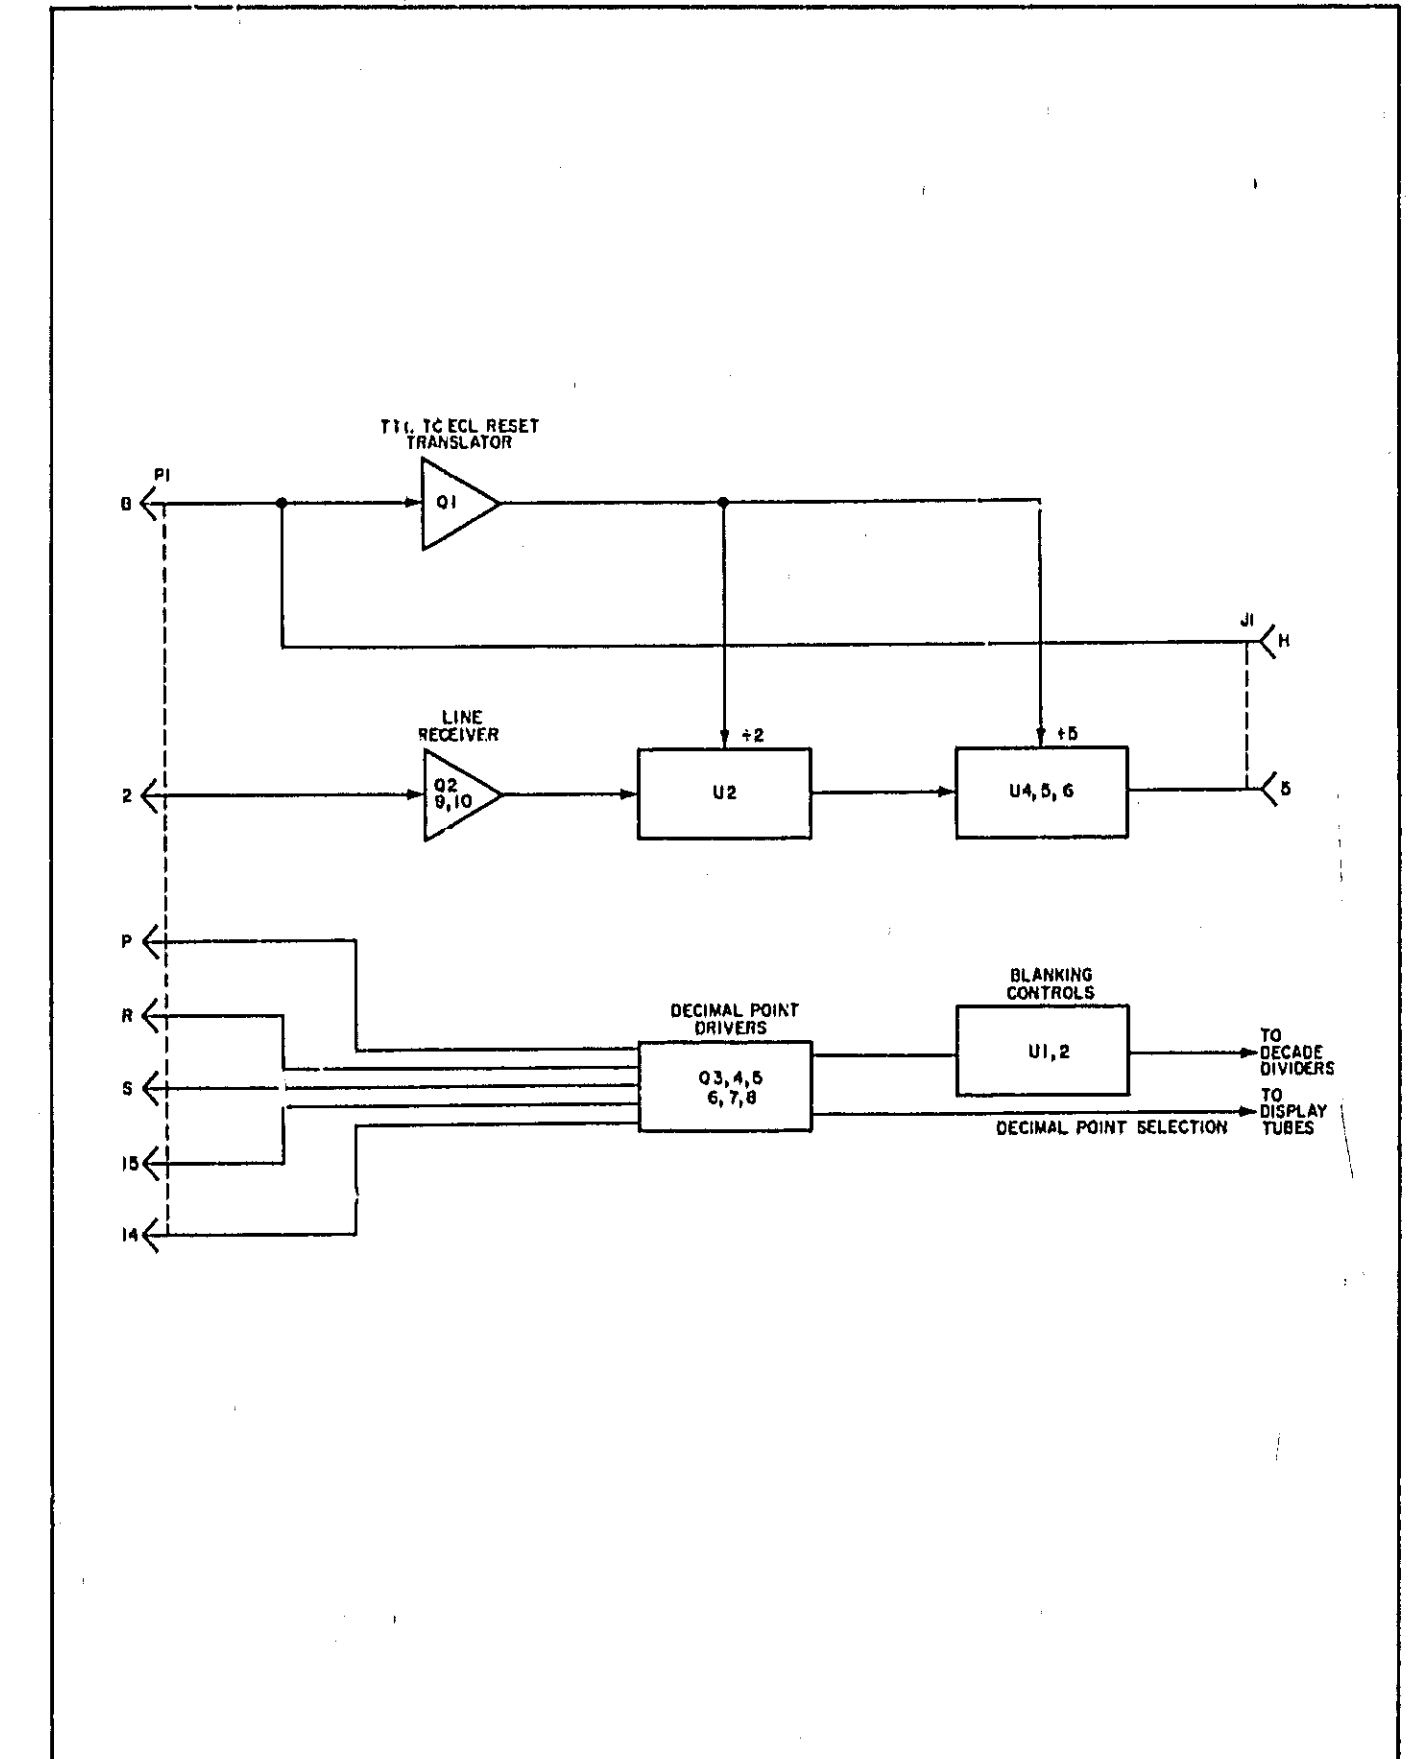 TTL TO ECL RESET
TRANSLATOR
P1
Q1
J1
H
LINE
RECEIVER
÷2
÷5
2
Q2
9,10
U2
U4, 5, 6
5
P
BLANKING
CONTROLS
R
DECIMAL POINT
DRIVERS
U1, 2
TO
DECADE
DIVIDERS
S
Q3, 4, 5
6, 7, 8
TO
DISPLAY
TUBES
DECIMAL POINT SELECTION
15
14